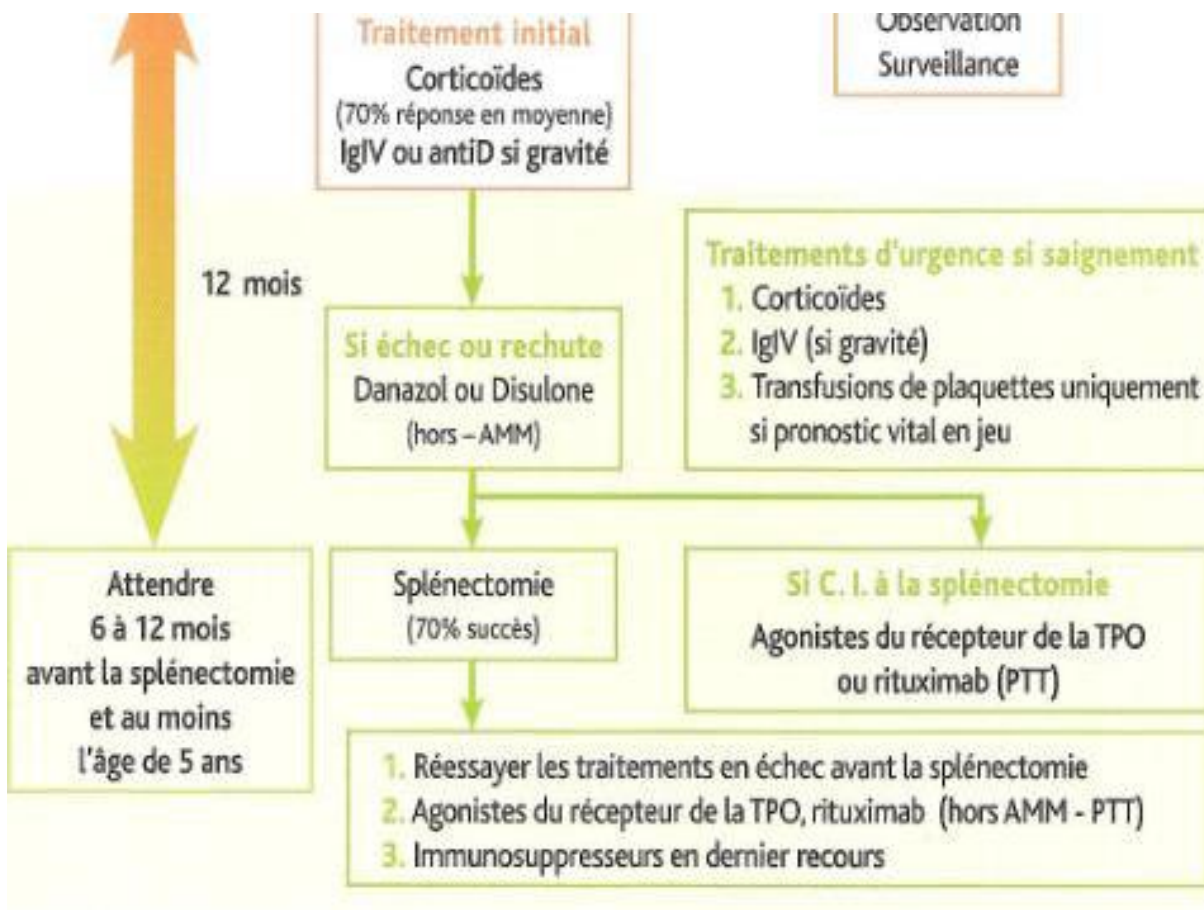 Traitement initial
Corticoïdes
(70% réponse en moyenne)
IgIV ou antiD si gravité
Observation
Surveillance
12 mois
Si échec ou rechute
Danazol ou Disulone
(hors – AMM)
Traitements d'urgence si saignement
1. Corticoïdes
2. IgIV (si gravité)
3. Transfusions de plaquettes uniquement
si pronostic vital en jeu
Attendre
6 à 12 mois
avant la splénectomie
et au moins
l'âge de 5 ans
Splénectomie
(70% succès)
Si C. I. à la splénectomie
Agonistes du récepteur de la TPO
ou rituximab (PTT)
1. Réessayer les traitements en échec avant la splénectomie
2. Agonistes du récepteur de la TPO, rituximab (hors AMM - PTT)
3. Immunosuppresseurs en dernier recours